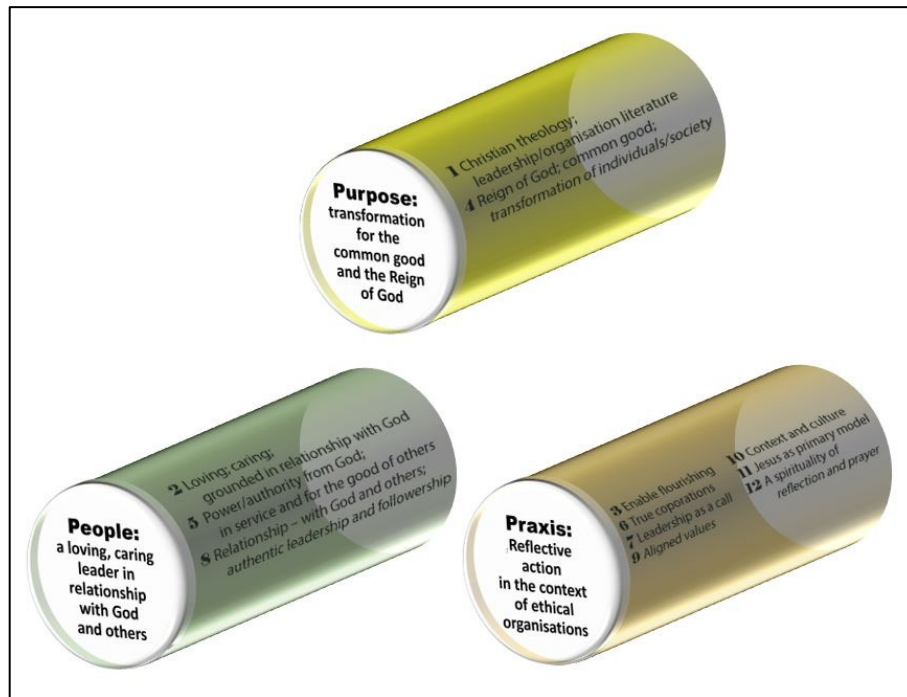 Purpose:
transformation
for the
common good
and the Reign
of God
1 Christian theology;
leadership/organisation literature
4 Reign of God; common good;
transformation of individuals/society
People:
a loving, caring
leader in
relationship
with God
and others
2 Loving; caring;
grounded in relationship with God
5 Power/authority from God;
in service and for the good of others
8 Relationship – with God and others;
authentic leadership and followership
Praxis:
Reflective
action
in the context
of ethical
organisations
3 Enable flourishing
6 True coporations
7 Leadership as a call
9 Aligned values
10 Context and culture
11 Jesus as primary model
12 A spirituality of
reflection and prayer